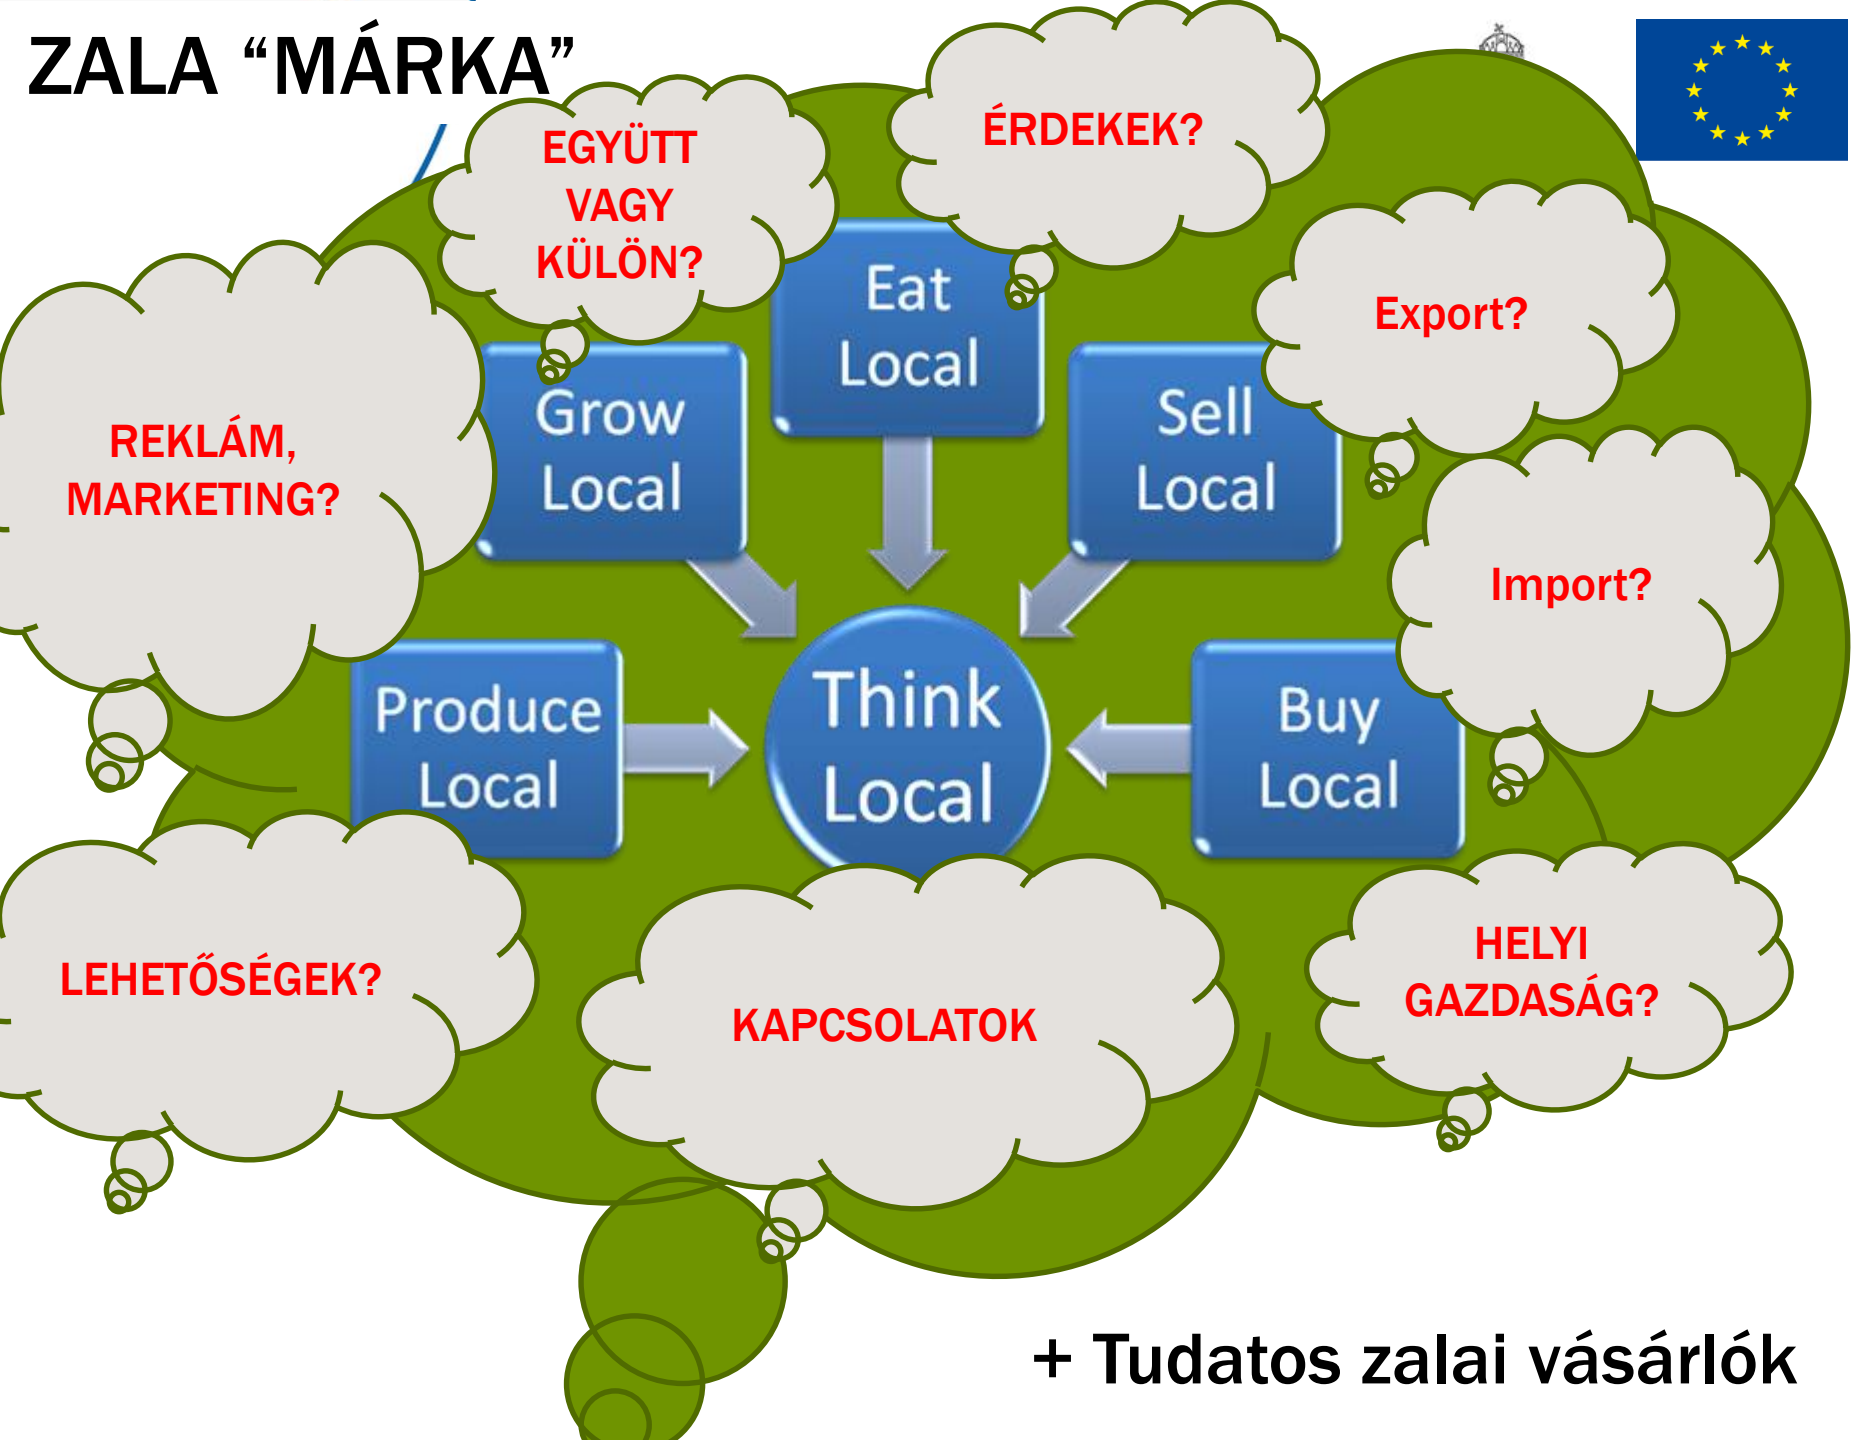 ZALA “MÁRKA”
EGYÜTT
VAGY
KÜLÖN?
ÉRDEKEK?
Export?
REKLÁM,
MARKETING?
Import?
Eat
Local
Grow
Local
Sell
Local
Produce
Local
Think
Local
Buy
Local
LEHETŐSÉGEK?
KAPCSOLATOK
HELYI
GAZDASÁG?
+ Tudatos zalai vásárlók